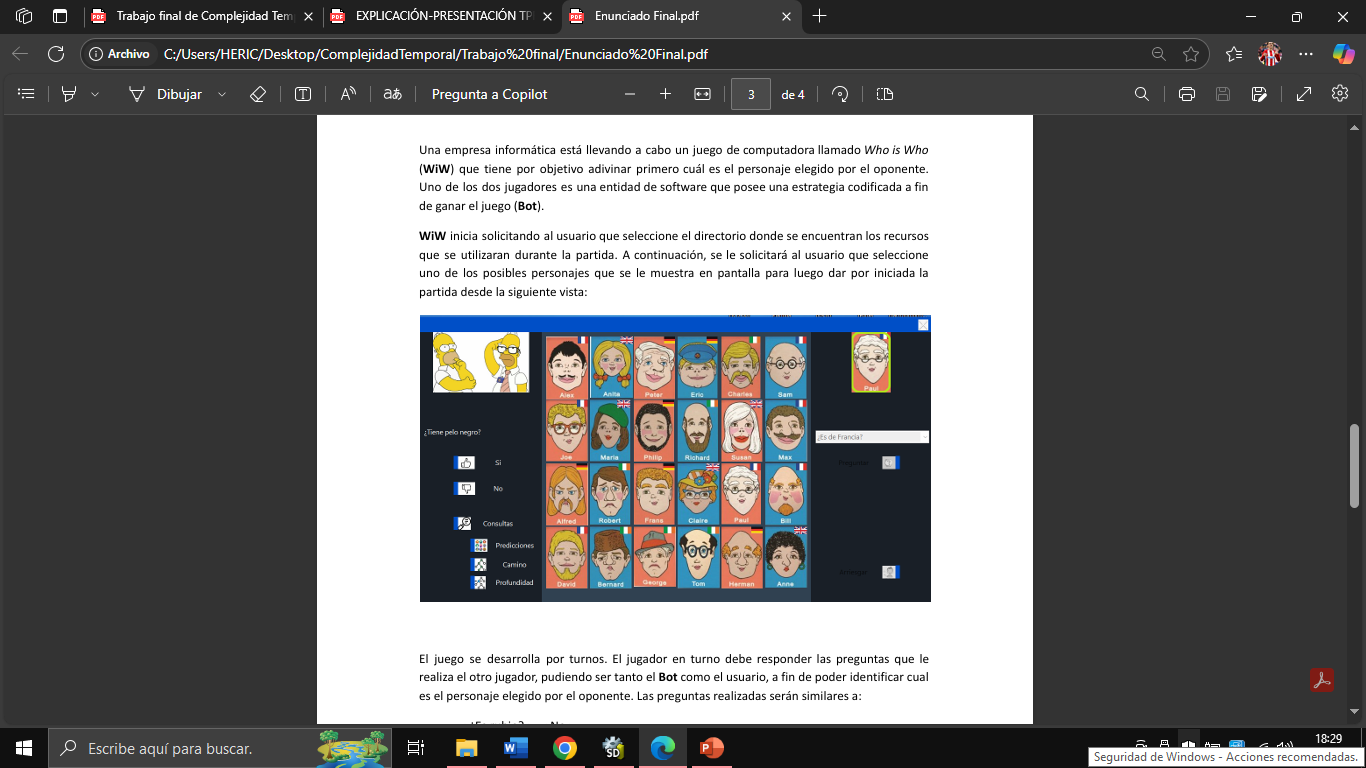 Trabajo final de Complejidad Tem
EXPLICACIÓN-PRESENTACIÓN TP
Enunciado Final.pdf
Archivo
C:/Users/HERIC/Desktop/ComplejidadTemporal/Trabajo%20final/Enunciado%20Final.pdf
Dibujar
Pregunta a Copilot
3
de 4
Una empresa informática está llevando a cabo un juego de computadora llamado Who is Who
(WiW) que tiene por objetivo adivinar primero cuál es el personaje elegido por el oponente.
Uno de los dos jugadores es una entidad de software que posee una estrategia codificada a fin
de ganar el juego (Bot).
WiW inicia solicitando al usuario que seleccione el directorio donde se encuentran los recursos
que se utilizaran durante la partida. A continuación, se le solicitará al usuario que seleccione
uno de los posibles personajes que se le muestra en pantalla para luego dar por iniciada la
partida desde la siguiente vista:
Alex Anita Peter Eric Charles Sam
Paul
¿Tiene pelo negro?
¿Es de Francia?
Joe Maria Philip Richard Susan Max
Si
No
Alfred Robert Frans Claire Paul Bill
Consultas
Predicciones
Camino
Profundidad
David Bernard George Tom Herman Anne
El juego se desarrolla por turnos. El jugador en turno debe responder las preguntas que le
realiza el otro jugador, pudiendo ser tanto el Bot como el usuario, a fin de poder identificar cual
es el personaje elegido por el oponente. Las preguntas realizadas serán similares a:
Escribe aquí para buscar.
18:29
Seguridad de Windows - Acciones recomendadas.